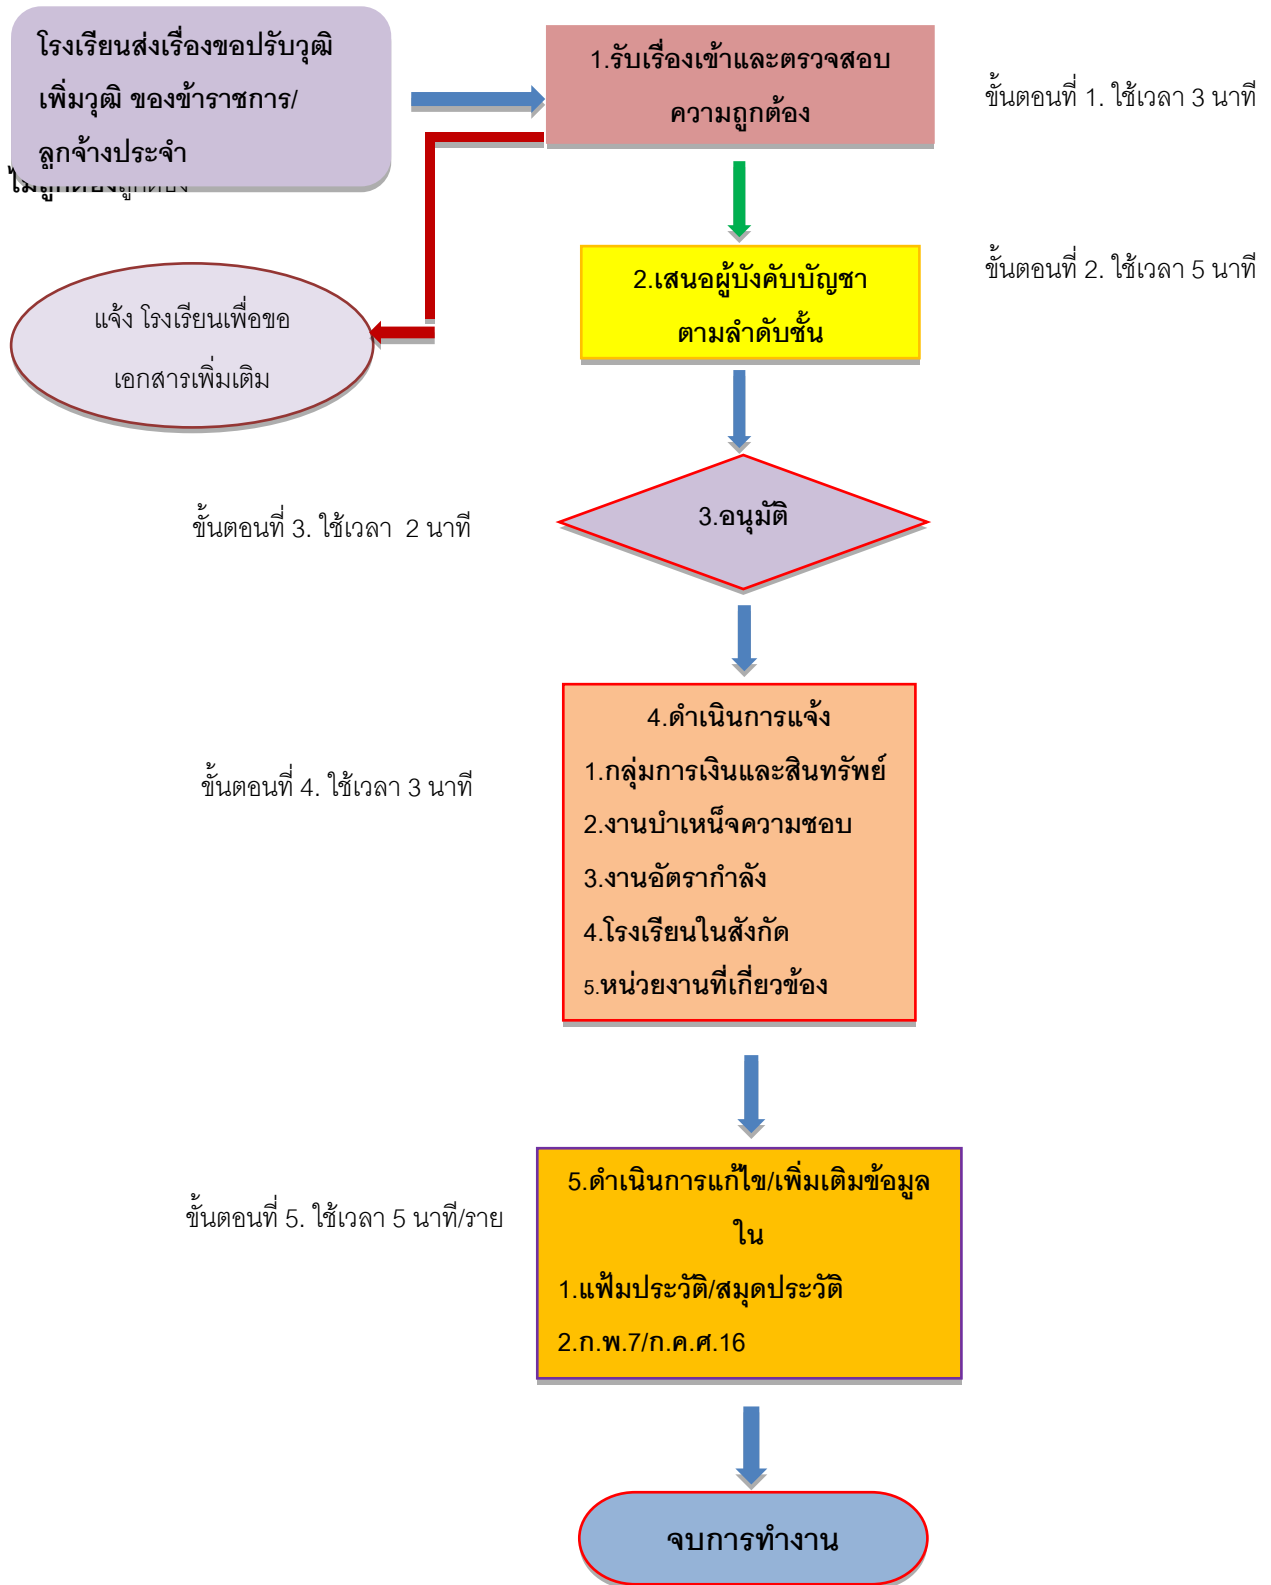 โรงเรียนส่งเรื่องขอปรับวุฒิ
เพิ่มวุฒิ ของข้าราชการ/
ลูกจ้างประจำ
ไม่ถูกต้องถูกต้อง
1.รับเรื่องเข้าและตรวจสอบ
ความถูกต้อง
ขั้นตอนที่ 1. ใช้เวลา 3 นาที
2.เสนอผู้บังคับบัญชา
ตามลำดับชั้น
ขั้นตอนที่ 2. ใช้เวลา 5 นาที
แจ้ง โรงเรียนเพื่อขอ
เอกสารเพิ่มเติม
3.อนุมัติ
ขั้นตอนที่ 3. ใช้เวลา  2 นาที
4.ดำเนินการแจ้ง
1.กลุ่มการเงินและสินทรัพย์
2.งานบำเหน็จความชอบ
3.งานอัตรากำลัง
4.โรงเรียนในสังกัด
5.หน่วยงานที่เกี่ยวข้อง
ขั้นตอนที่ 4. ใช้เวลา 3 นาที
5.ดำเนินการแก้ไข/เพิ่มเติมข้อมูล
ใน
1.แฟ้มประวัติ/สมุดประวัติ
2.ก.พ.7/ก.ค.ศ.16
ขั้นตอนที่ 5. ใช้เวลา 5 นาที/ราย
จบการทำงาน